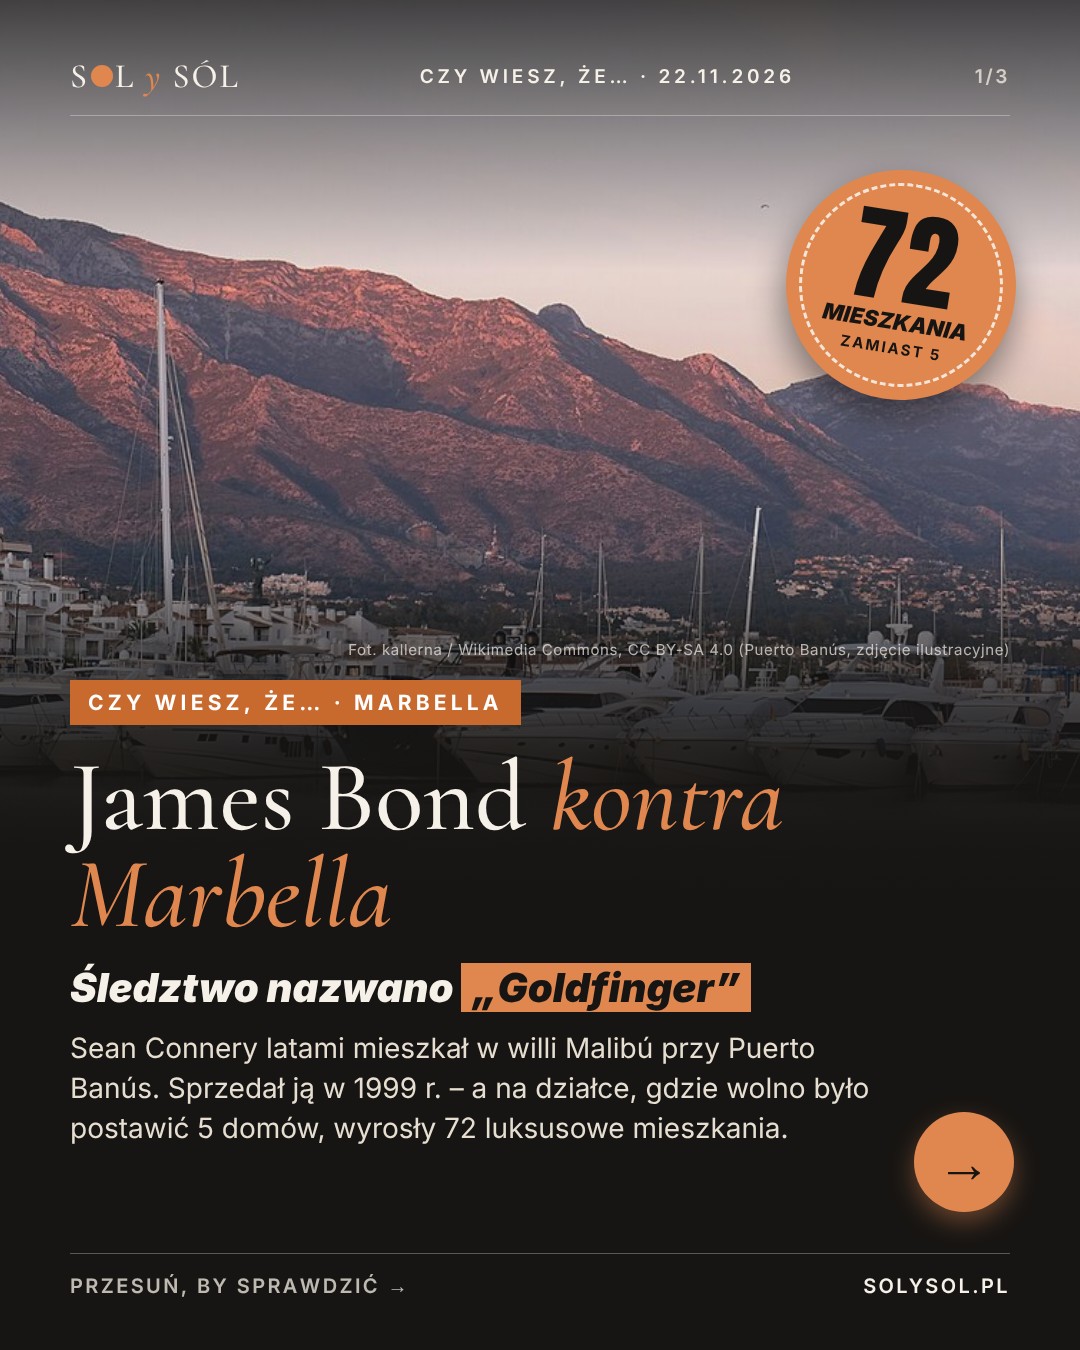 SOL y SÓL
CZY WIESZ, ŻE… · 22.11.2026
1/3
72
MIESZKANIA
ZAMIAST 5
Fot. kallerna / Wikimedia Commons, CC BY-SA 4.0 (Puerto Banús, zdjęcie ilustracyjne)
CZY WIESZ, ŻE… · MARBELLA
James Bond kontra
Marbella
Śledztwo nazwano „Goldfinger”
Sean Connery latami mieszkał w willi Malibú przy Puerto
Banús. Sprzedał ją w 1999 r. – a na działce, gdzie wolno było
postawić 5 domów, wyrosły 72 luksusowe mieszkania.
→
PRZESUŃ, BY SPRAWDZIĆ →
SOLYSOL.PL